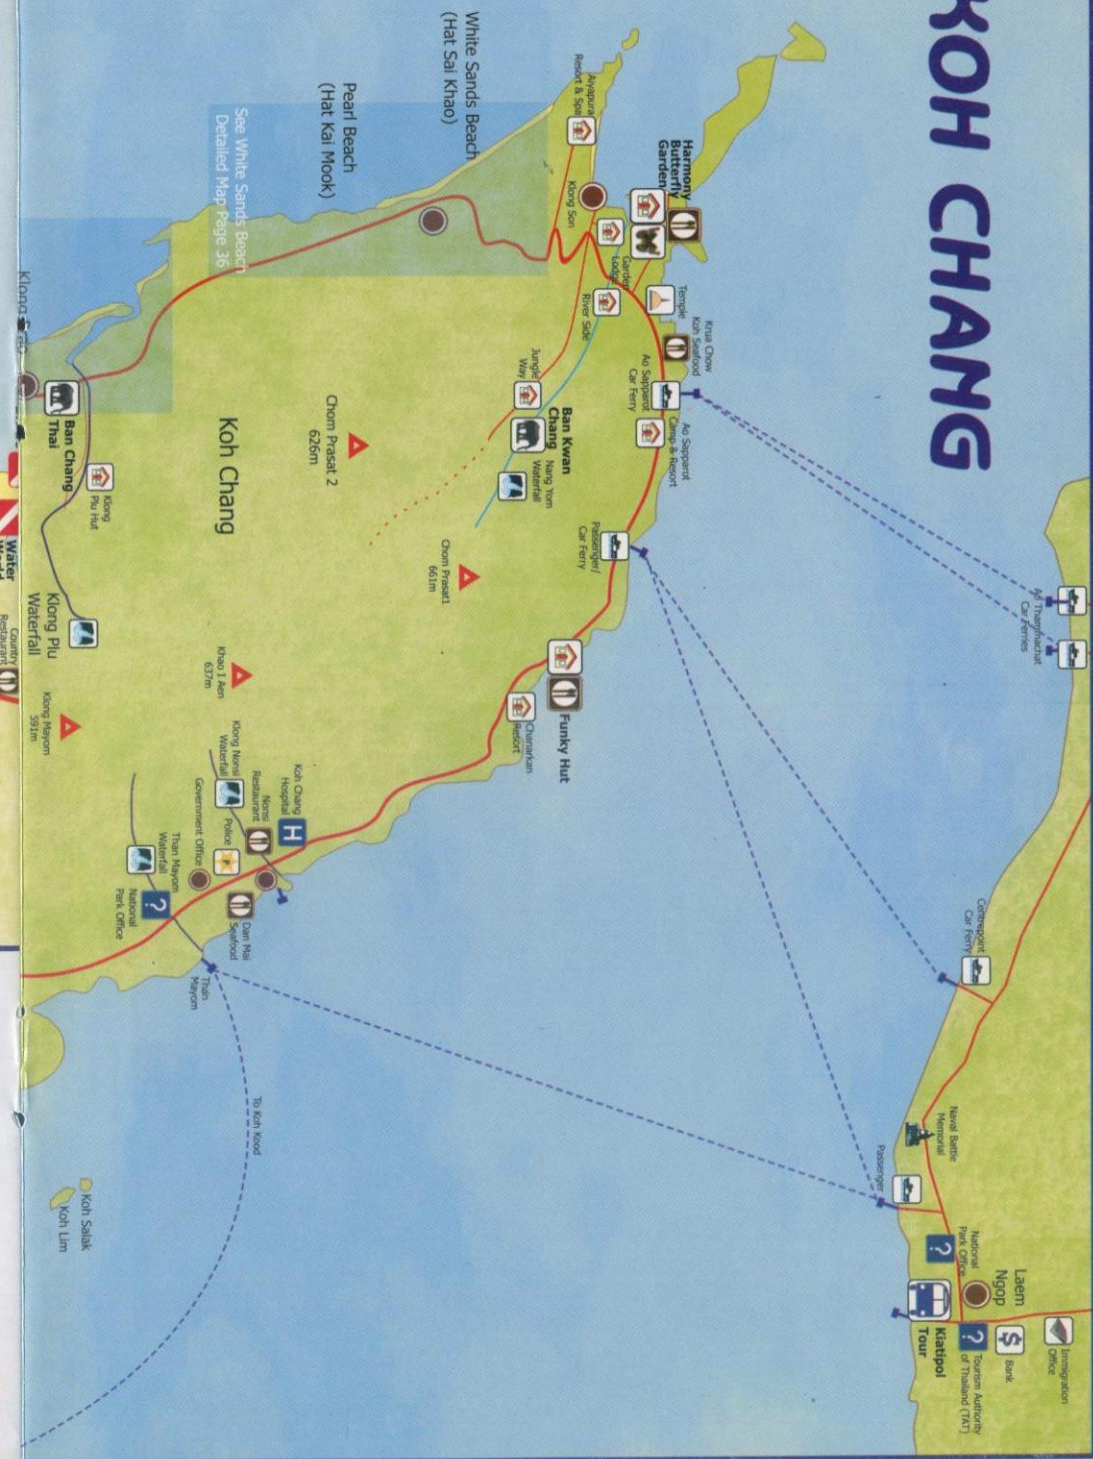 KOH CHANG
Immigration
Office
Bank
Tourism Authority
of Thailand (TAT)
Laem
Ngop
National
Park Office
Kiatipol
Tour
Naval Battle
Memorial
Passenger
Centrepoint
Car Ferry
Ao Thammachat
Car Ferries
Harmony
Butterfly
Garden
Aiyapura
Resort & Spa
Klong Son
Garden
Lodge
River Side
Temple
Krua Chow
Koh Seafood
Ao Sapparot
Car Ferry
Ao Sapparot
Camp & Resort
Jungle
Way
Ban Kwan
Chang
Nang Yom
Waterfall
Passenger/
Car Ferry
Funky Hut
Chanarkan
Resort
White Sands Beach
(Hat Sai Khao)
Pearl Beach
(Hat Kai Mook)
See White Sands Beach
Detailed Map Page 36
Chom Prasat 2
626m
Chom Prasat1
661m
Koh Chang
Khao 1 Aen
637m
Klong Nonsi
Waterfall
Koh Chang
Hospital
H
Nonsi
Restaurant
Police
P
Government Office
Dan Mai
Seafood
Than Mayom
Waterfall
National
Park Office
Than
Mayom
To Koh Kood
Ban Chang
Thai
Klong
Plu Hut
Klong Plu
Waterfall
Klong Mayom
591m
Koh Salak
Koh Lim
Klong
Water
Country
Restaurant